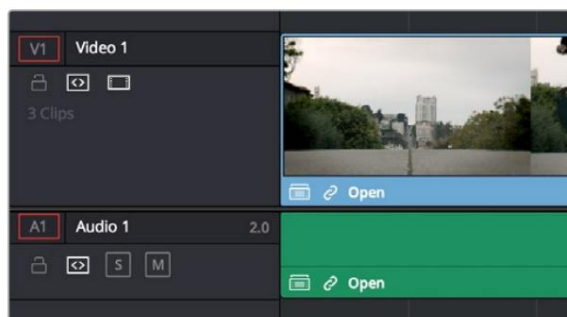 V1 Video 1
3 Clips
Open
A1 Audio 1 2.0
S M
Open